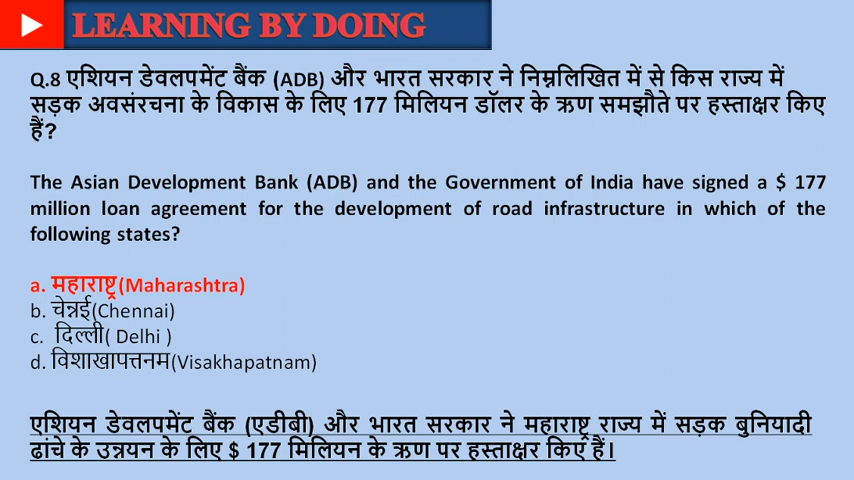 LEARNING BY DOING
Q.8 एशियन डेवलपमेंट बैंक (ADB) और भारत सरकार ने निम्नलिखित में से किस राज्य में
सड़क अवसंरचना के विकास के लिए 177 मिलियन डॉलर के ऋण समझौते पर हस्ताक्षर किए
हैं?
The Asian Development Bank (ADB) and the Government of India have signed a $ 177
million loan agreement for the development of road infrastructure in which of the
following states?
a. महाराष्ट्र(Maharashtra)
b. चेन्नई(Chennai)
c. दिल्ली( Delhi )
d. विशाखापत्तनम(Visakhapatnam)
एशियन डेवलपमेंट बैंक (एडीबी) और भारत सरकार ने महाराष्ट्र राज्य में सड़क बुनियादी
ढांचे के उन्नयन के लिए $ 177 मिलियन के ऋण पर हस्ताक्षर किए हैं।